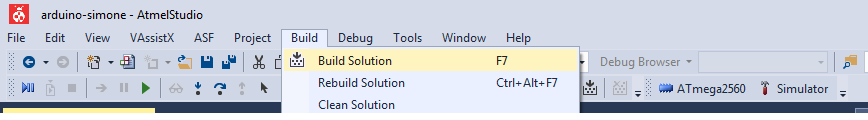 arduino-simone - AtmelStudio
File Edit View VAssistX ASF Project Build Debug Tools Window Help
Build Solution F7 Debug Browser
Rebuild Solution Ctrl+Alt+F7 ATmega2560 Simulator
Clean Solution